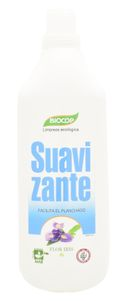 BIOCOP
Limpieza ecológica
Suavi
zante
FACILITA EL PLANCHADO